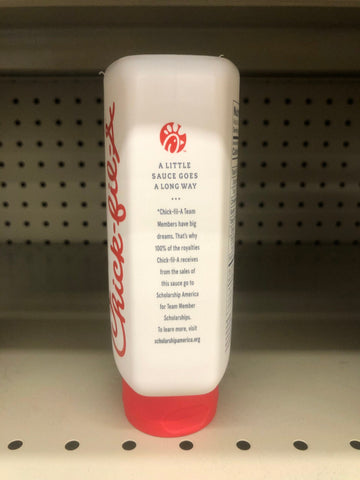 Chick-fil-A
A LITTLE
SAUCE GOES
A LONG WAY
•••
*Chick-fil-A Team
Members have big
dreams. That's why
100% of the royalties
Chick-fil-A receives
from the sales of
this sauce go to
Scholarship America
for Team Member
Scholarships.
To learn more, visit
scholarshipamerica.org